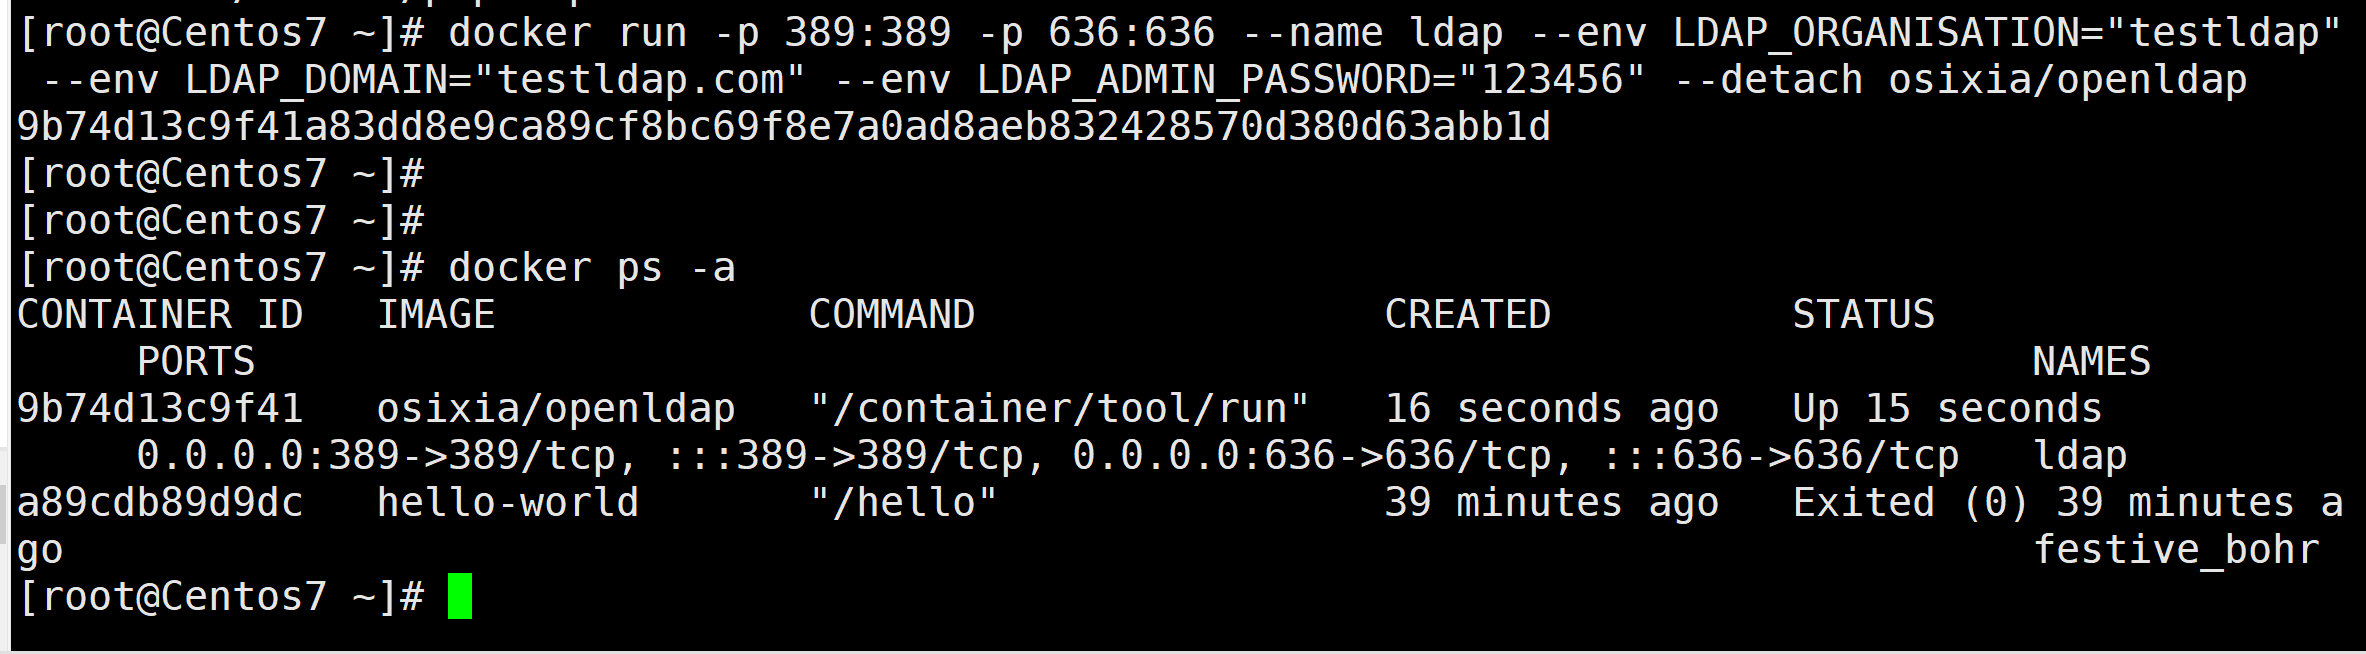 [root@Centos7 ~]# docker run -p 389:389 -p 636:636 --name ldap --env LDAP_ORGANISATION="testldap"
--env LDAP_DOMAIN="testldap.com" --env LDAP_ADMIN_PASSWORD="123456" --detach osixia/openldap
9b74d13c9f41a83dd8e9ca89cf8bc69f8e7a0ad8aeb832428570d380d63abb1d
[root@Centos7 ~]#
[root@Centos7 ~]#
[root@Centos7 ~]# docker ps -a
CONTAINER ID   IMAGE             COMMAND                 CREATED          STATUS
     PORTS                                                                          NAMES
9b74d13c9f41   osixia/openldap   "/container/tool/run"   16 seconds ago   Up 15 seconds
     0.0.0.0:389->389/tcp, :::389->389/tcp, 0.0.0.0:636->636/tcp, :::636->636/tcp   ldap
a89cdb89d9dc   hello-world       "/hello"                39 minutes ago   Exited (0) 39 minutes a
go                                                                                  festive_bohr
[root@Centos7 ~]#